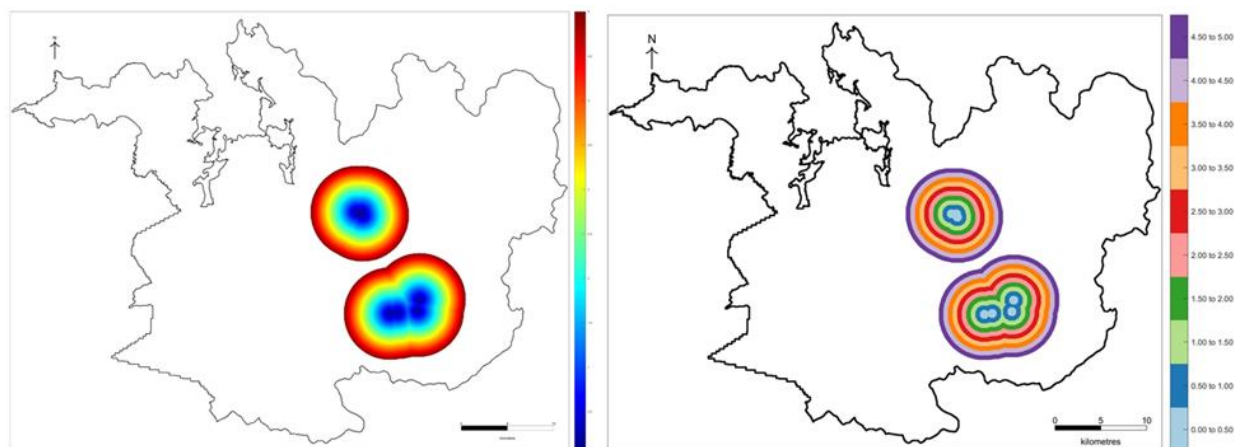 N
N
4.50 to 5.00
4.00 to 4.50
3.50 to 4.00
3.00 to 3.50
2.50 to 3.00
2.00 to 2.50
1.50 to 2.00
1.00 to 1.50
0.50 to 1.00
0.00 to 0.50
0 5 10
kilometres